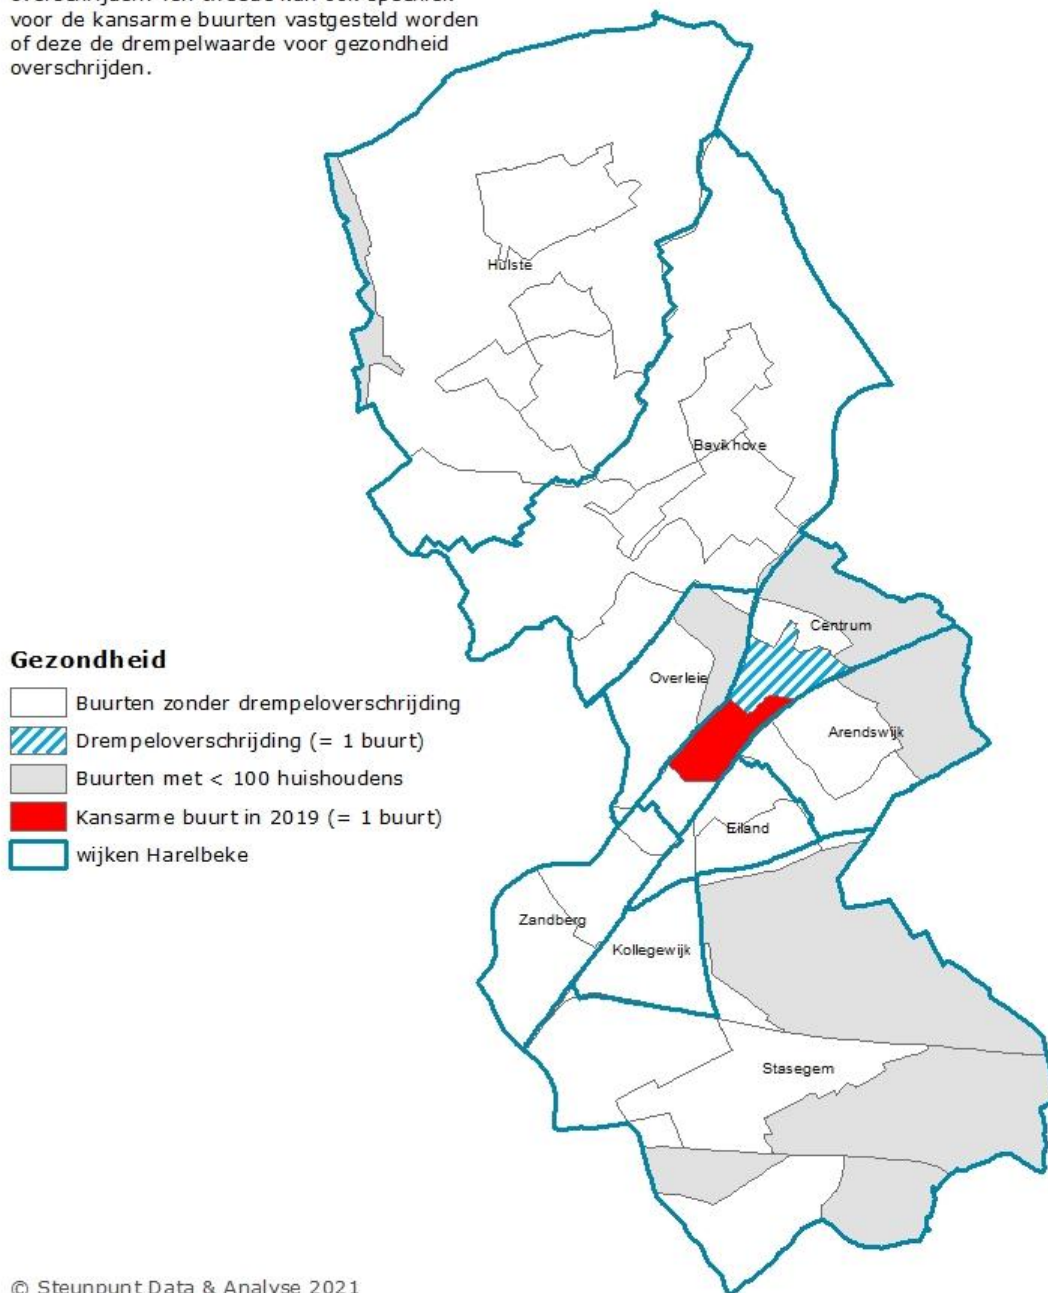 voor de kansarme buurten vastgesteld worden
of deze de drempelwaarde voor gezondheid
overschrijden.
Hulste
Bavikhove
Centrum
Overleie
Arendswijk
Eiland
Zandberg
Kollegewijk
Stasegem
Gezondheid
Buurten zonder drempeloverschrijding
Drempeloverschrijding (= 1 buurt)
Buurten met < 100 huishoudens
Kansarme buurt in 2019 (= 1 buurt)
wijken Harelbeke
© Steunpunt Data & Analyse 2021